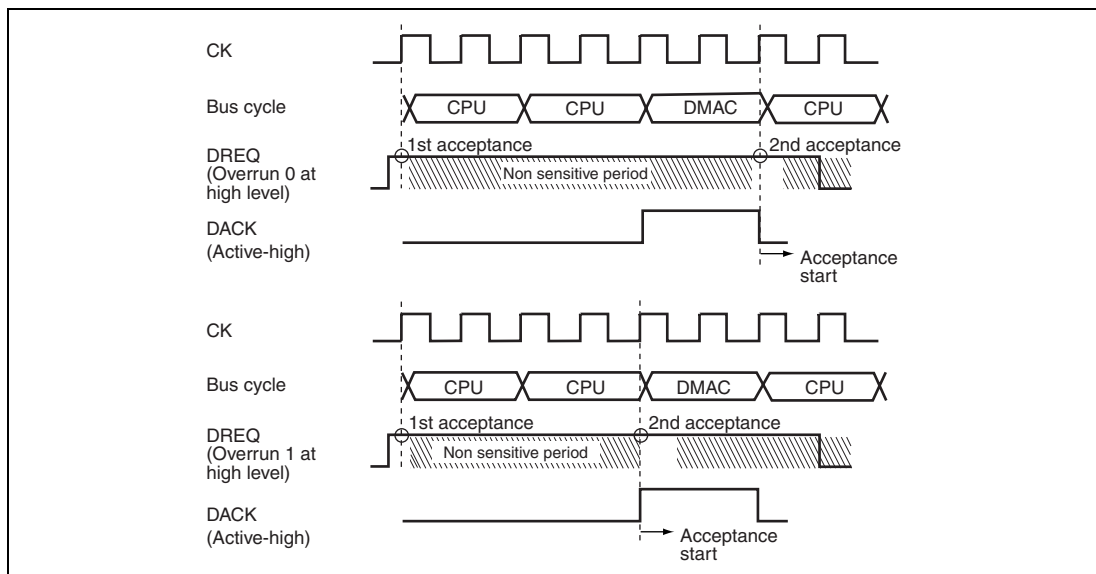 CK
Bus cycle
CPU CPU DMAC CPU
1st acceptance 2nd acceptance
DREQ
(Overrun 0 at
high level)
Non sensitive period
DACK
(Active-high)
Acceptance
start
CK
Bus cycle
CPU CPU DMAC CPU
1st acceptance 2nd acceptance
DREQ
(Overrun 1 at
high level)
Non sensitive period
DACK
(Active-high)
Acceptance
start